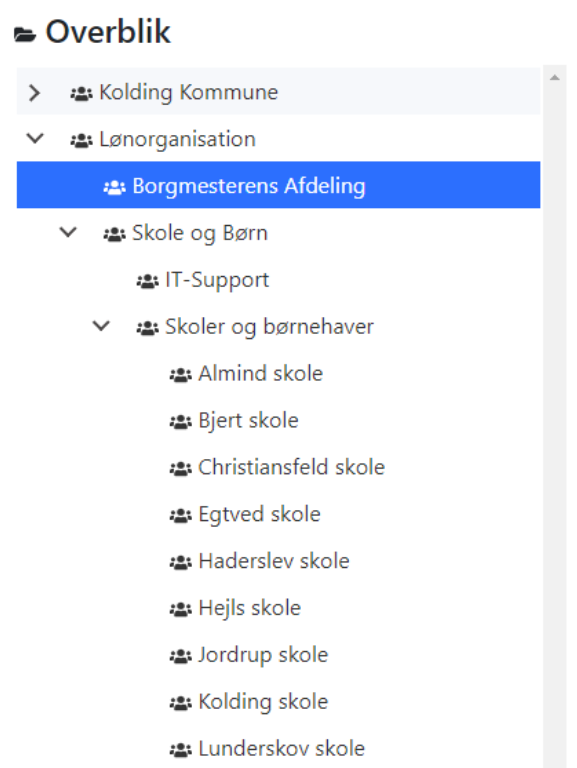 Overblik
Kolding Kommune
Lønorganisation
Borgmesterens Afdeling
Skole og Børn
IT-Support
Skoler og børnehaver
Almind skole
Bjert skole
Christiansfeld skole
Egtved skole
Haderslev skole
Hejls skole
Jordrup skole
Kolding skole
Lunderskov skole